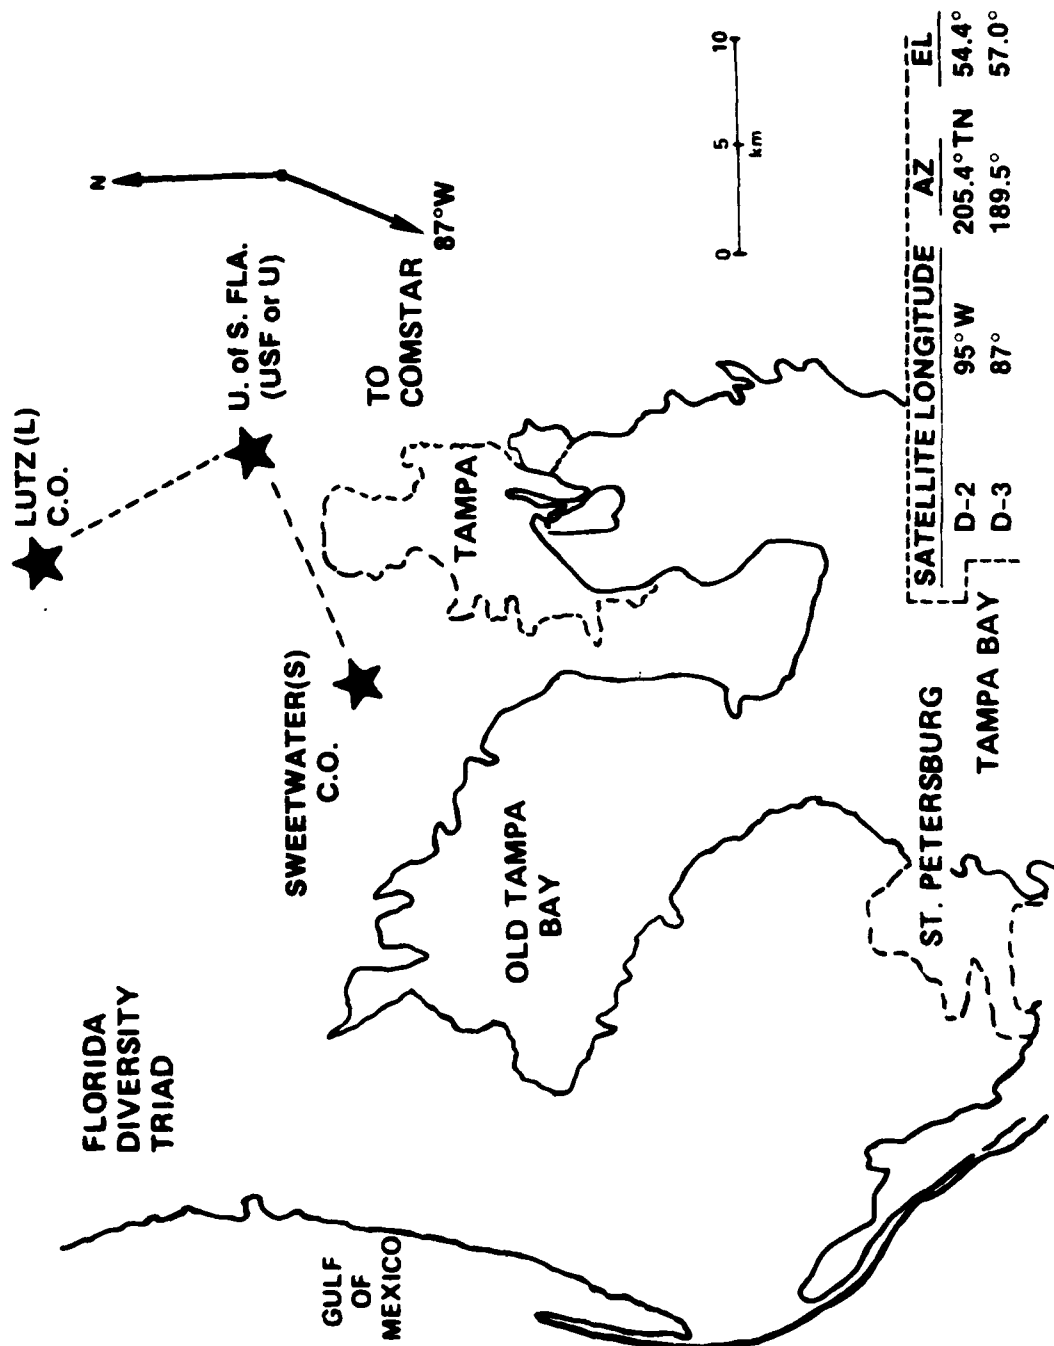 FLORIDA
DIVERSITY
TRIAD
LUTZ (L)
C.O.
U. of S. FLA.
(USF or U)
SWEETWATER(S)
C.O.
N
87°W
TO
COMSTAR
TAMPA
OLD TAMPA
BAY
GULF
OF
MEXICO
ST. PETERSBURG
TAMPA BAY
0 5 10
km
SATELLITE LONGITUDE AZ EL
D-2 95°W 205.4°TN 54.4°
D-3 87° 189.5° 57.0°